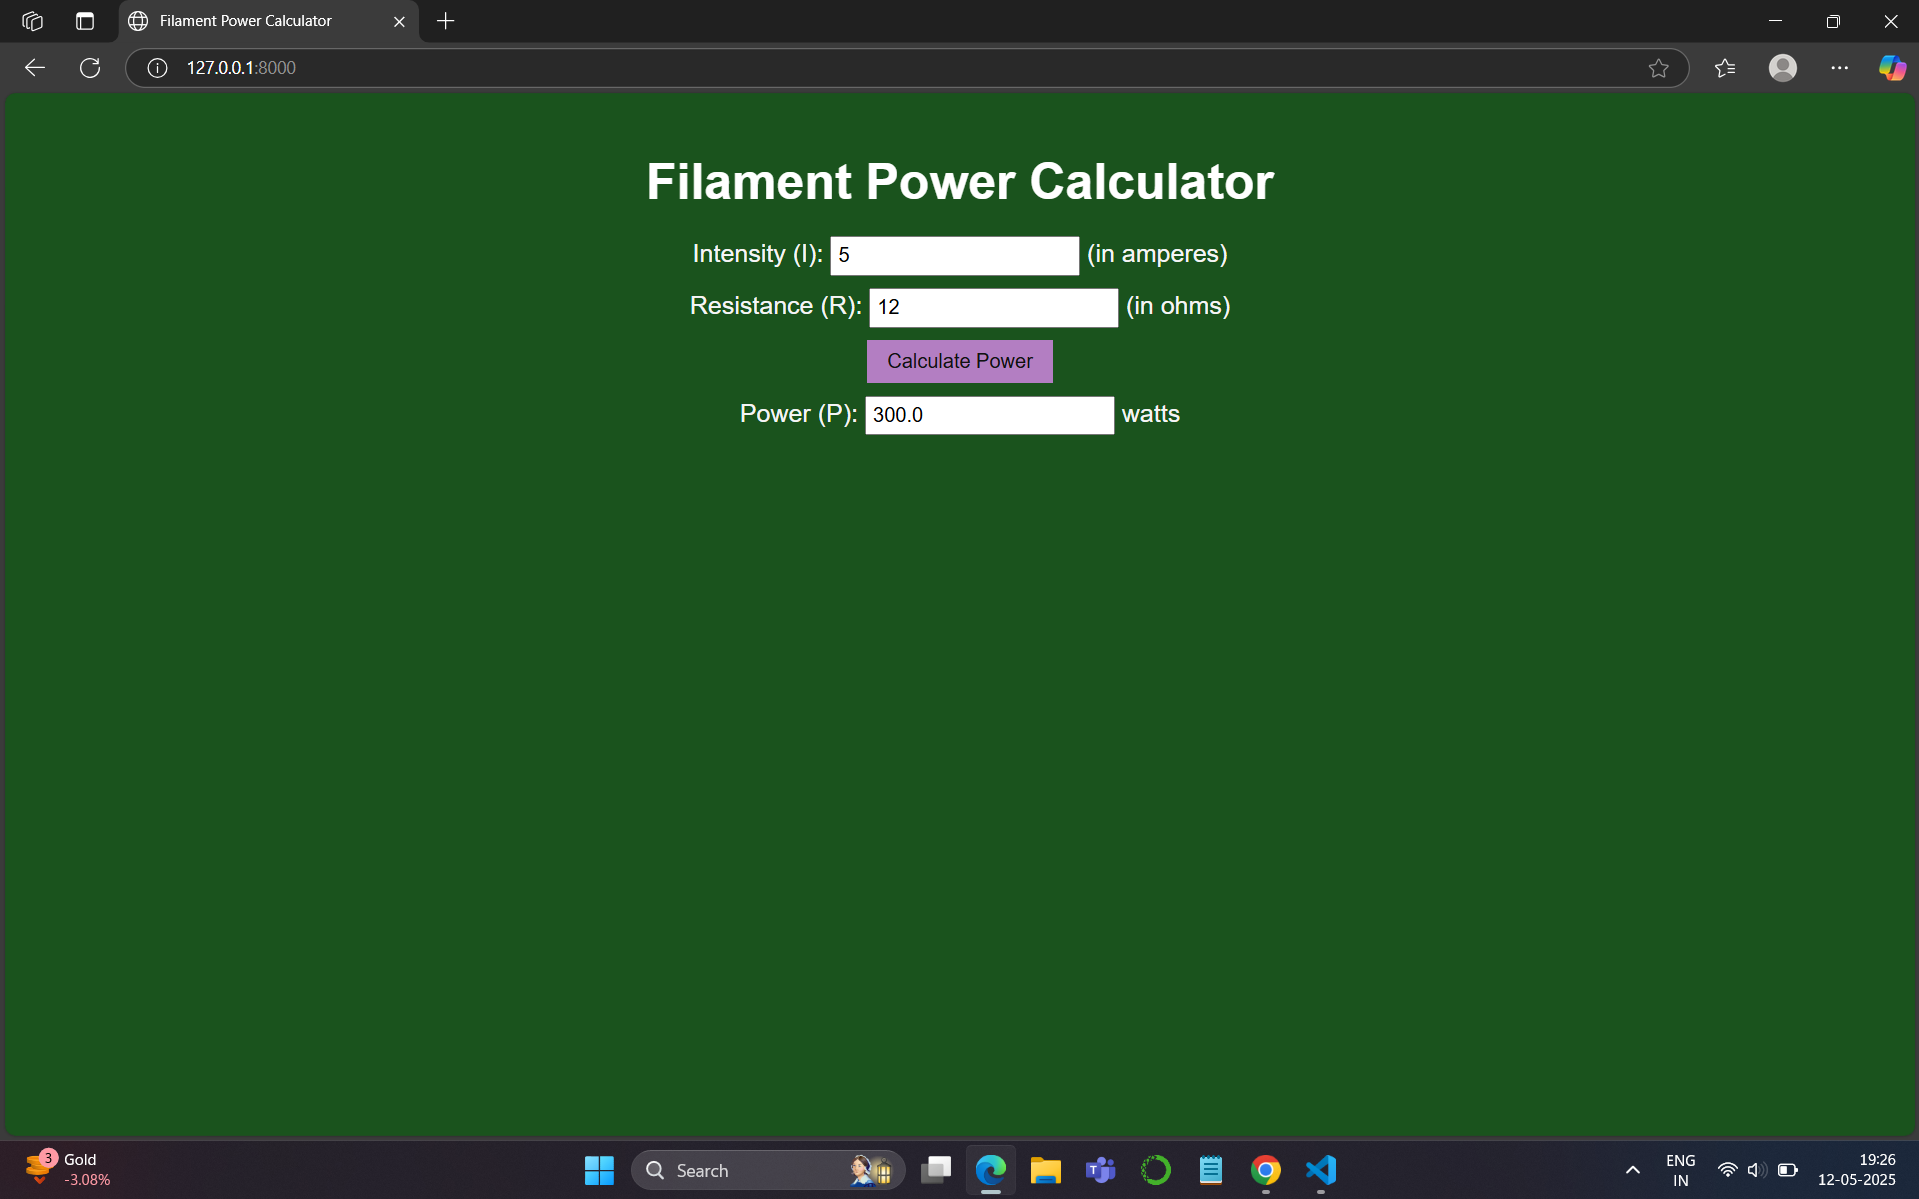 Filament Power Calculator
127.0.0.1:8000
Filament Power Calculator
Intensity (I): 5 (in amperes)
Resistance (R): 12 (in ohms)
Calculate Power
Power (P): 300.0 watts
3 Gold
-3.08%
Search
T
ENG
IN
19:26
12-05-2025